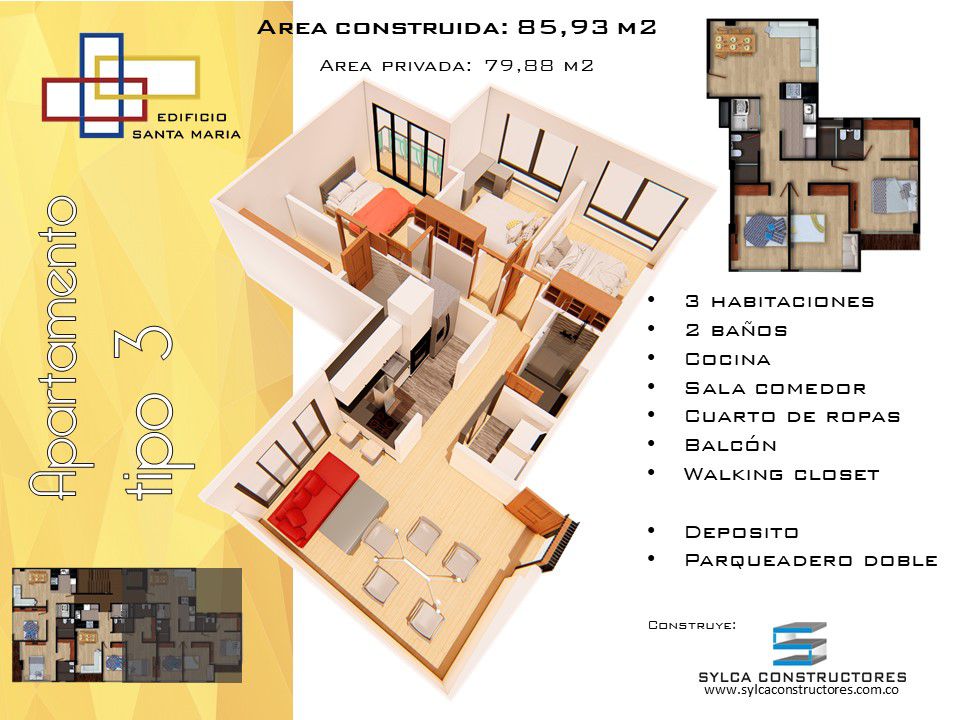 Area construida: 85,93 m2
Area privada: 79,88 m2
EDIFICIO
SANTA MARIA
Apartamento
tipo 3
• 3 habitaciones
• 2 baños
• Cocina
• Sala comedor
• Cuarto de ropas
• Balcón
• Walking closet
• Deposito
• Parqueadero doble
Construye:
SYLCA CONSTRUCTORES
www.sylcaconstructores.com.co